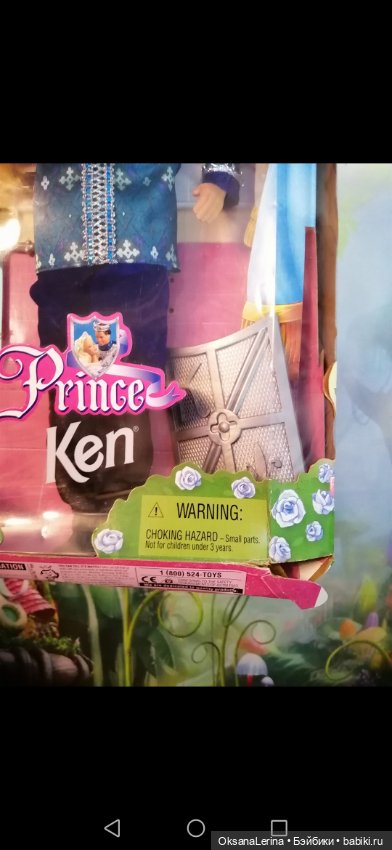 Prince
Ken®
WARNING:
CHOKING HAZARD – Small parts.
Not for children under 3 years.
1 (800) 524-TOYS
CE
OksanaLerina • Бэйбики • babiki.ru